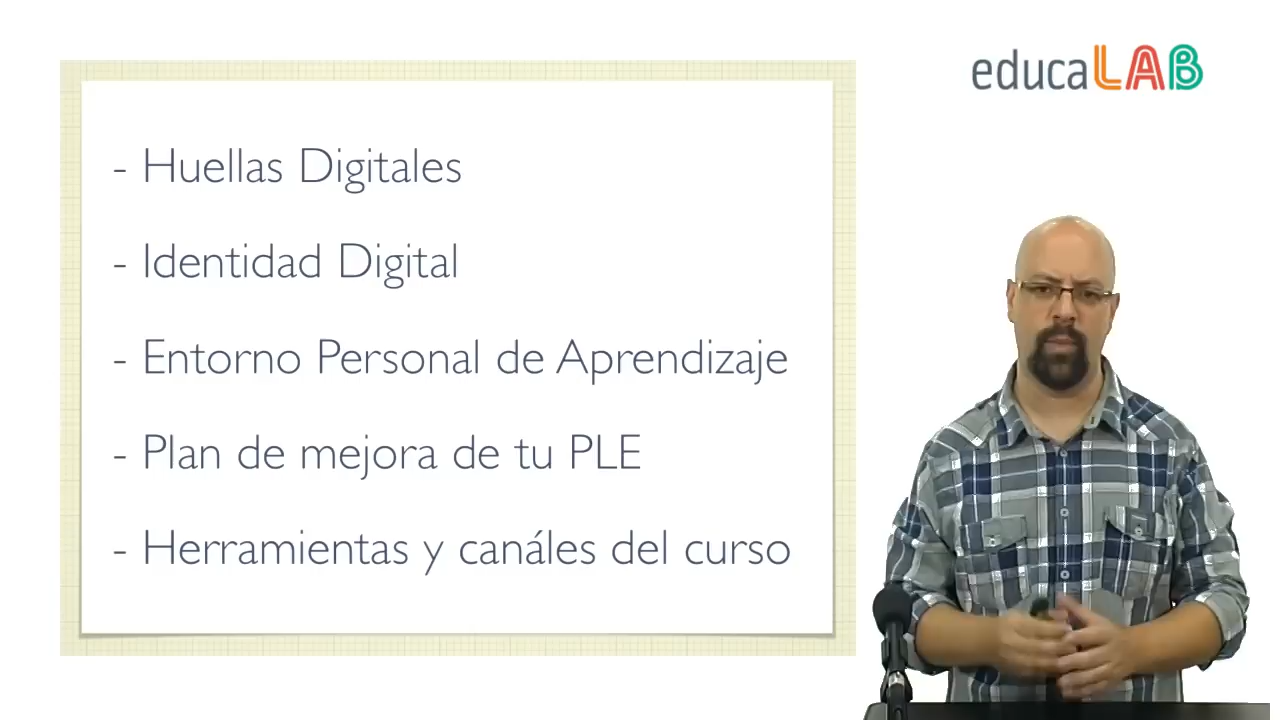 educaLAB
- Huellas Digitales
- Identidad Digital
- Entorno Personal de Aprendizaje
- Plan de mejora de tu PLE
- Herramientas y canáles del curso